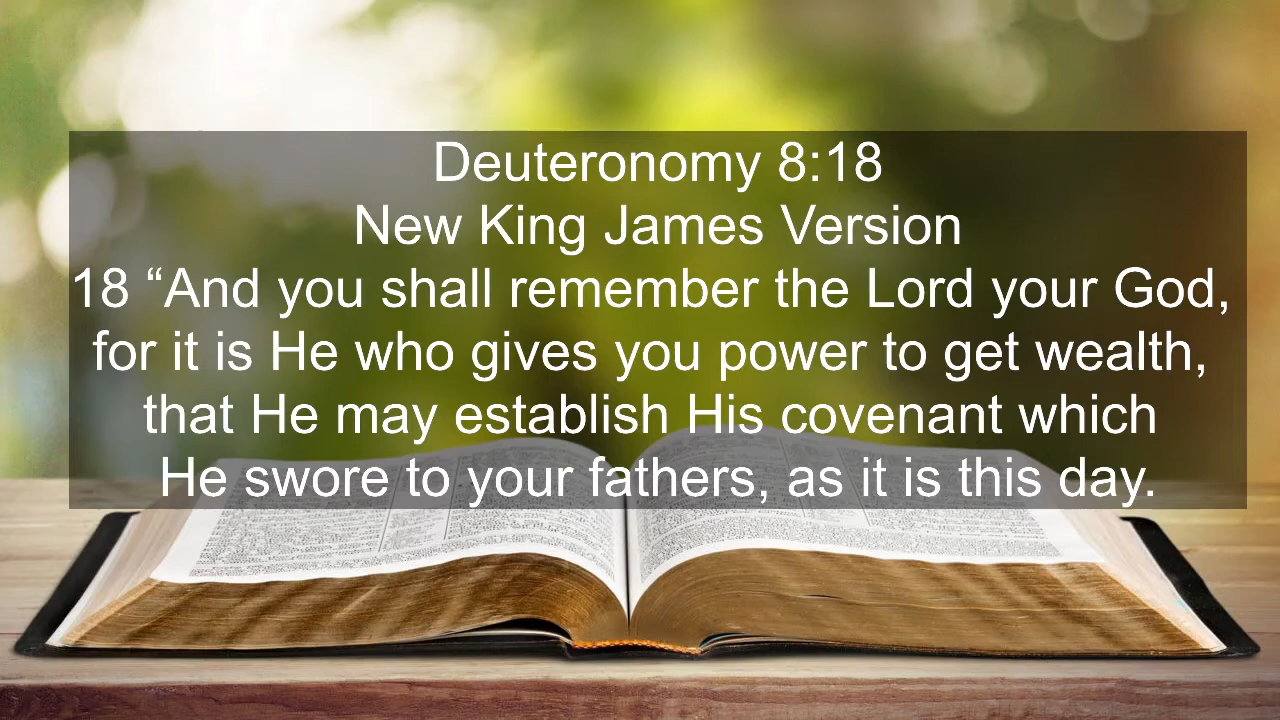 Deuteronomy 8:18
New King James Version
18 “And you shall remember the Lord your God,
for it is He who gives you power to get wealth,
that He may establish His covenant which
He swore to your fathers, as it is this day.